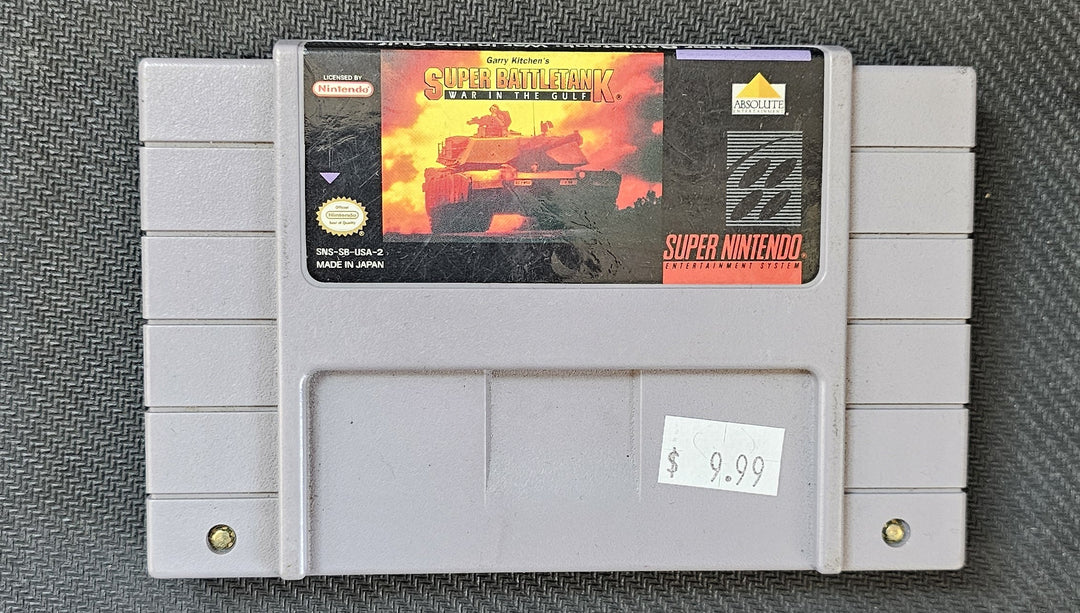 LICENSED BY
Nintendo®
Garry Kitchen's
SUPER BATTLETANK®
WAR IN THE GULF
ABSOLUTE
ENTERTAINMENT
Official
Nintendo
Seal of Quality
SNS-SB-USA-2
MADE IN JAPAN
SUPER NINTENDO®
ENTERTAINMENT SYSTEM
$ 9.99